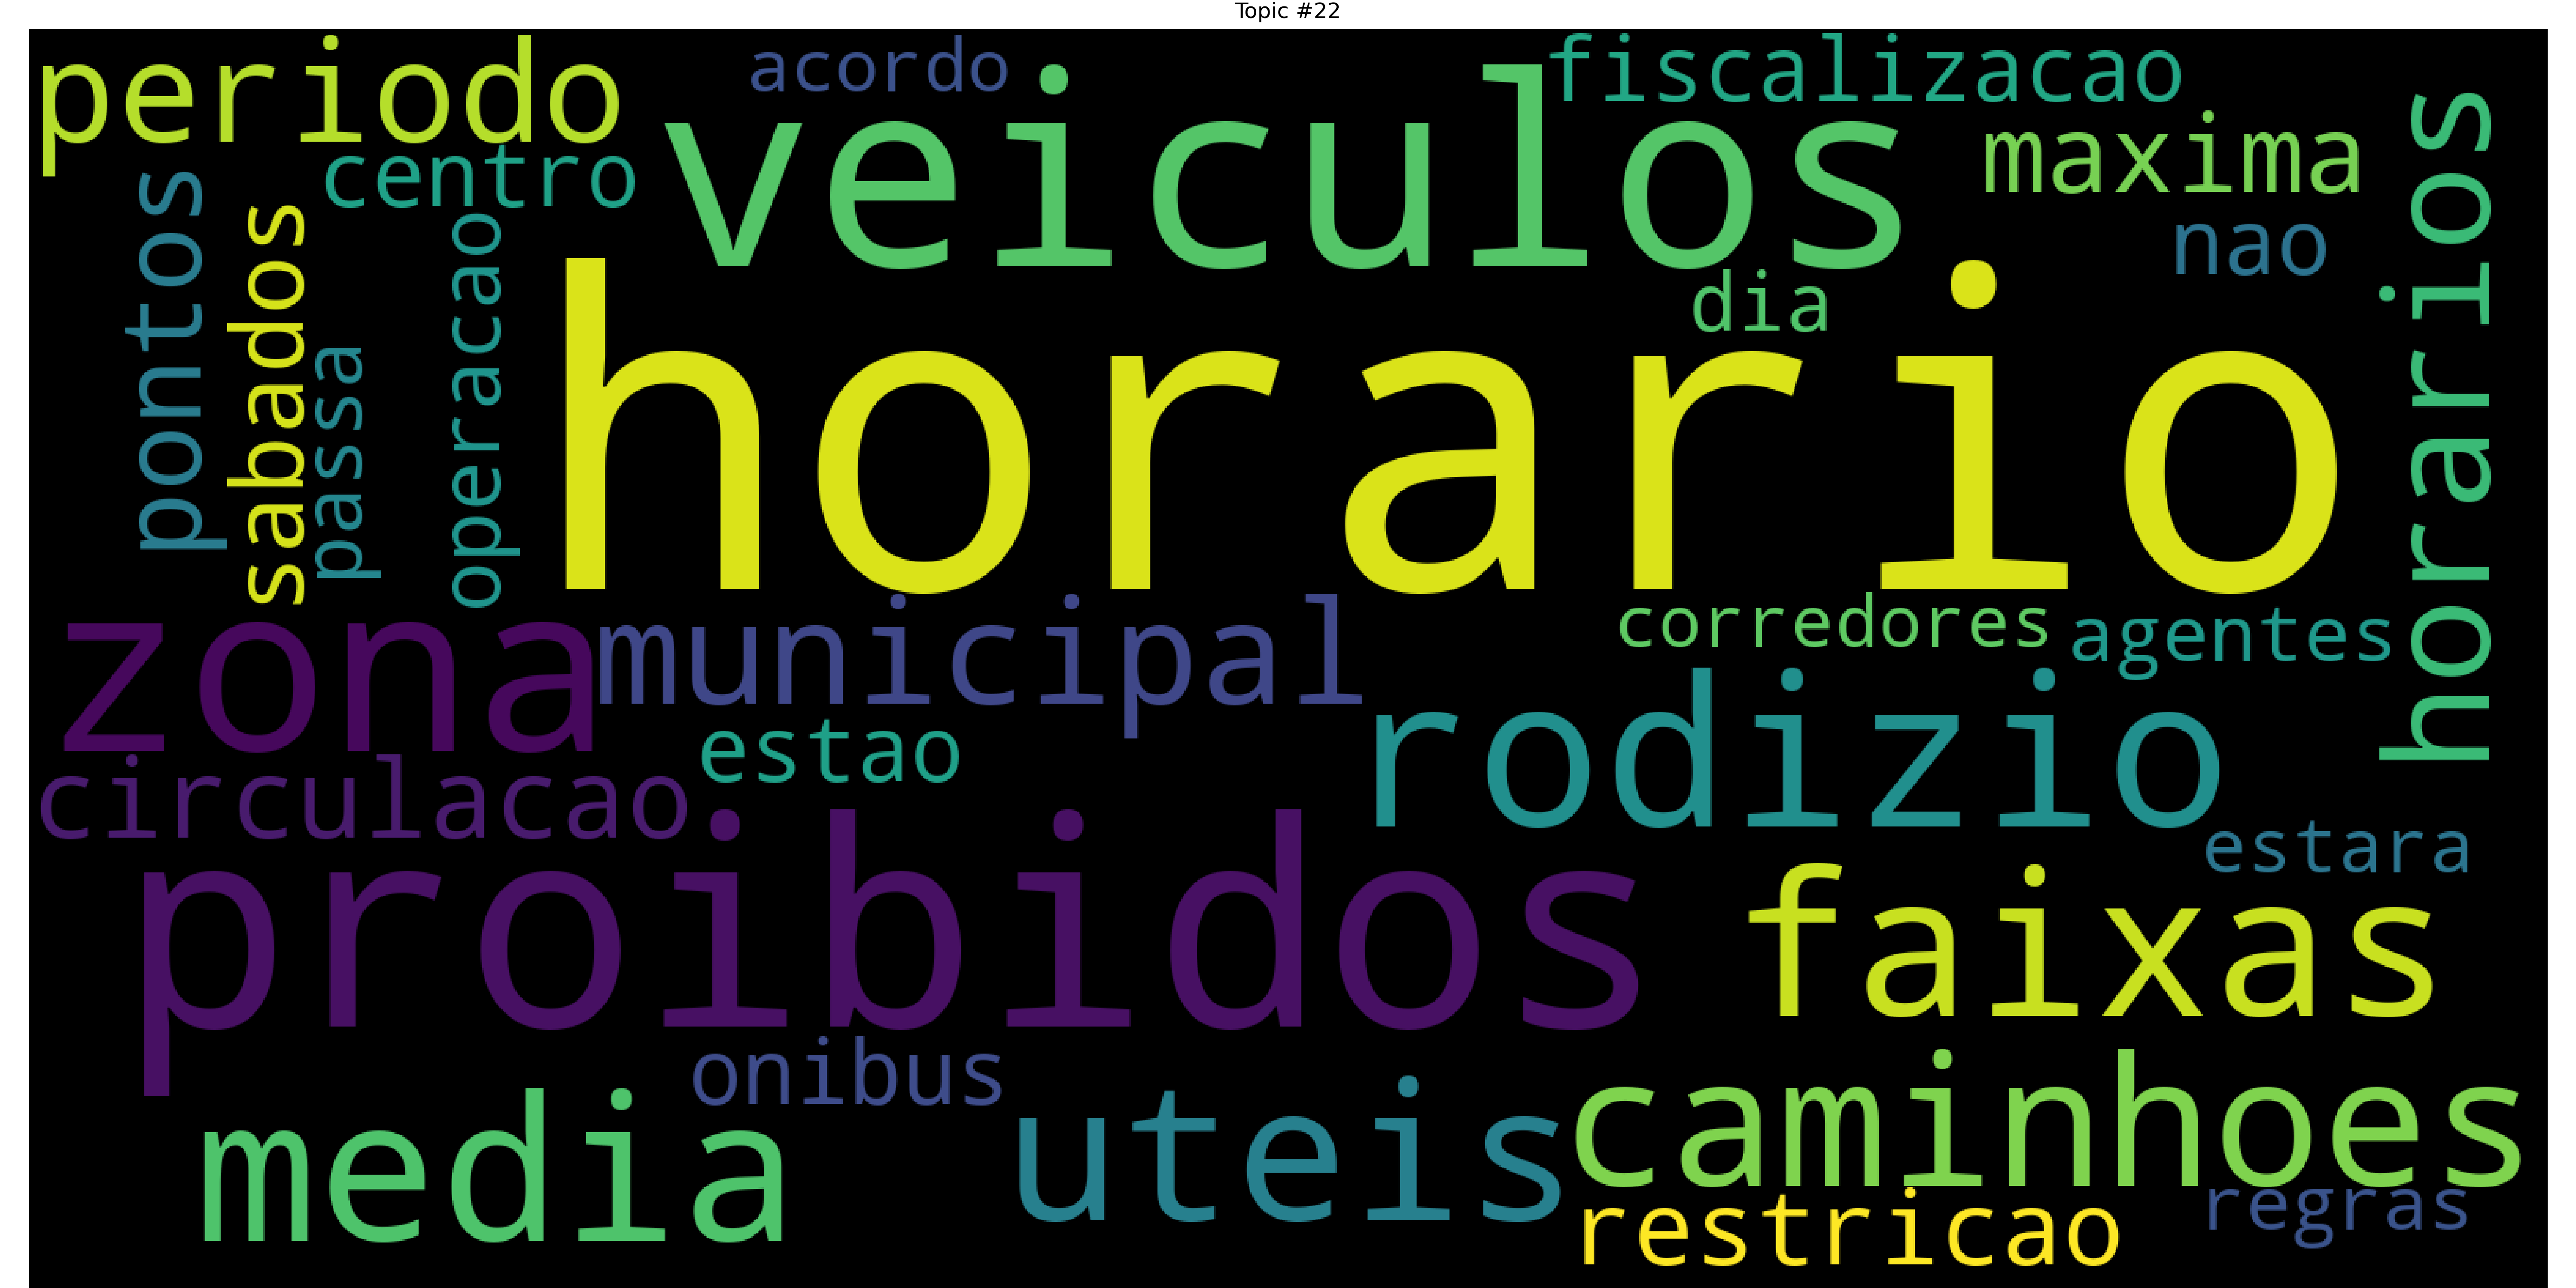 Topic #22
periodo
acordo
veiculos
fiscalizacao
maxima
centro
nao
horarios
pontos
sabados
passa
operacao
dia
horario
zona
municipal
corredores
agentes
rodizio
estao
circulacao
estara
proibidos
faixas
onibus
media
uteis
caminhoes
restricao
regras